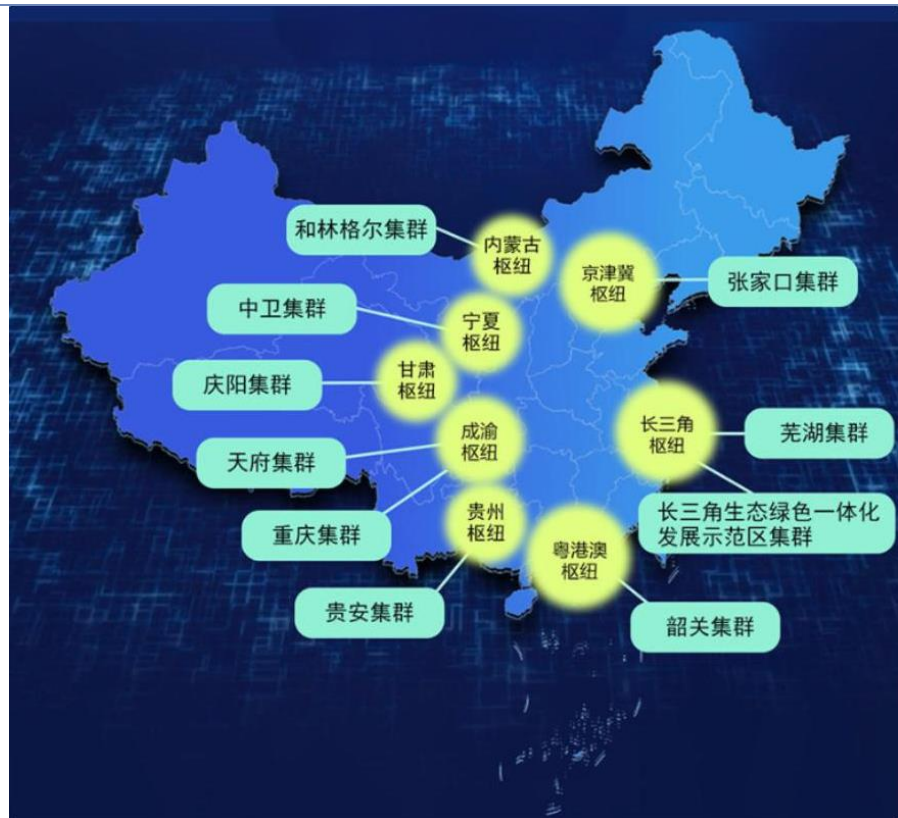 和林格尔集群
内蒙古
枢纽
京津冀
枢纽
张家口集群
中卫集群
宁夏
枢纽
庆阳集群
甘肃
枢纽
天府集群
成渝
枢纽
长三角
枢纽
芜湖集群
重庆集群
贵州
枢纽
长三角生态绿色一体化
发展示范区集群
贵安集群
粤港澳
枢纽
韶关集群